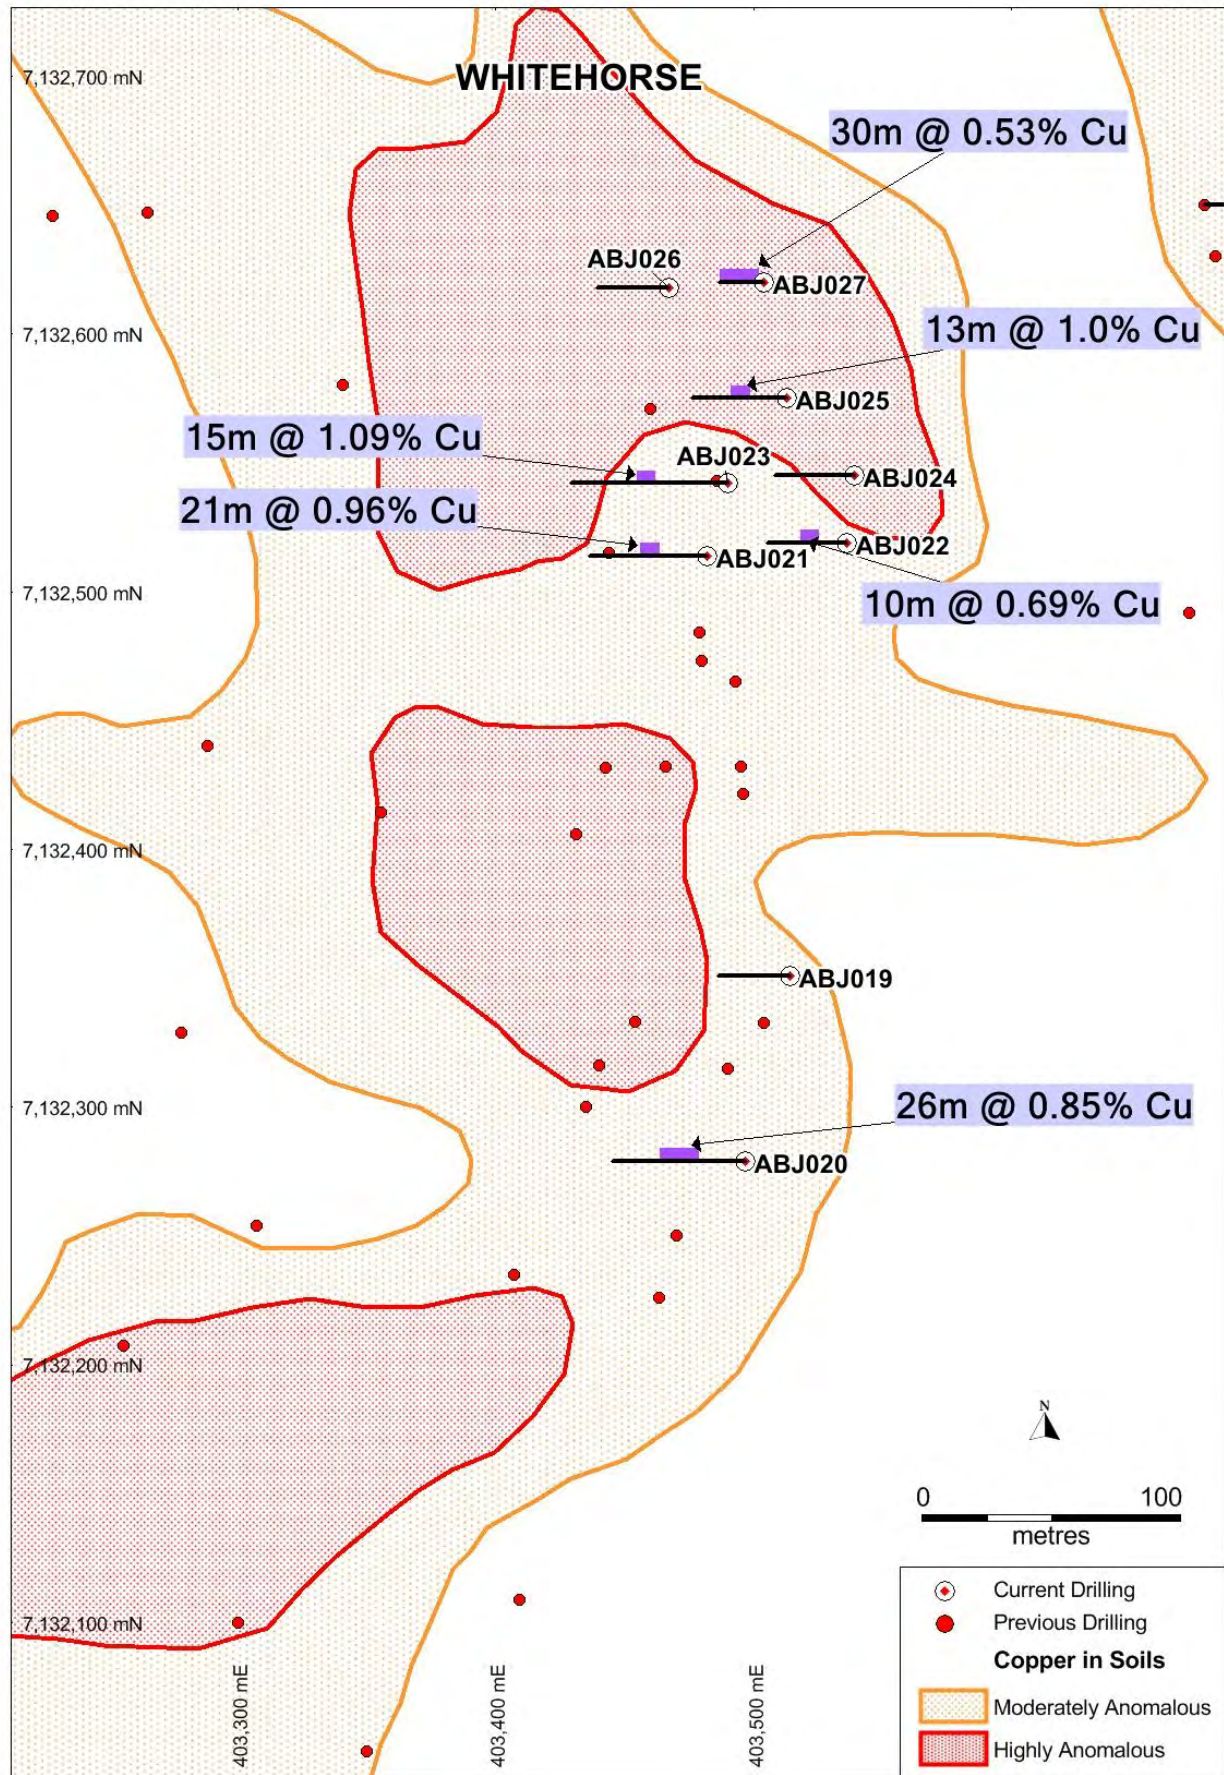 7,132,700 mN
WHITEHORSE
30m @ 0.53% Cu
ABJ026
ABJ027
7,132,600 mN
13m @ 1.0% Cu
ABJ025
15m @ 1.09% Cu
ABJ023
ABJ024
21m @ 0.96% Cu
ABJ022
ABJ021
7,132,500 mN
10m @ 0.69% Cu
7,132,400 mN
ABJ019
7,132,300 mN
26m @ 0.85% Cu
ABJ020
7,132,200 mN
N
0 100
metres
Current Drilling
7,132,100 mN
Previous Drilling
Copper in Soils
Moderately Anomalous
Highly Anomalous
403,300 mE
403,400 mE
403,500 mE